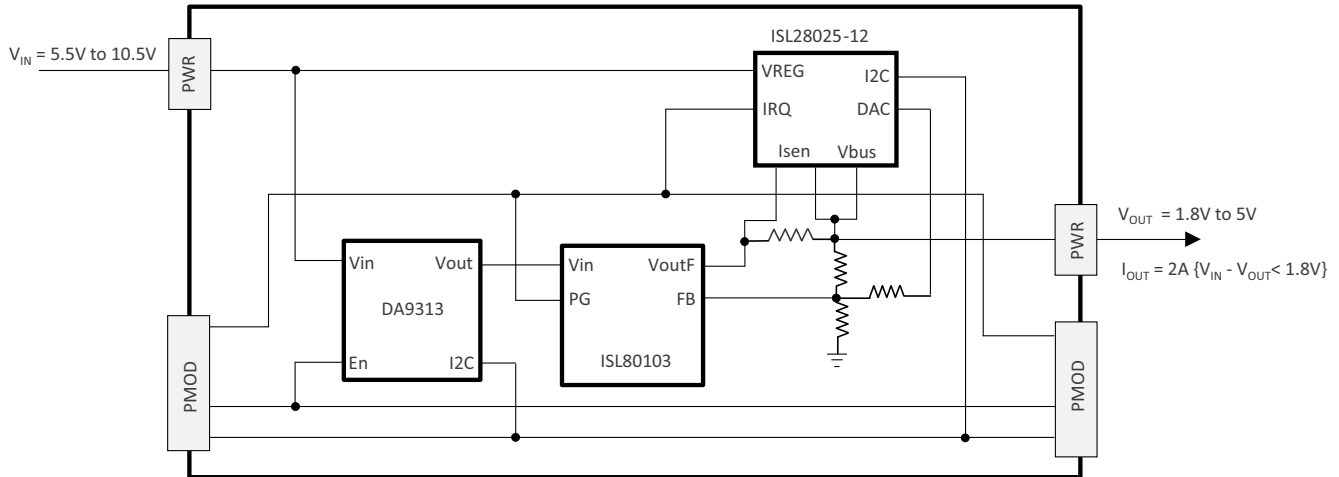 ISL28025-12
V_IN = 5.5V to 10.5V
PWR
VREG
I2C
IRQ
DAC
Isen
Vbus
PWR
V_OUT = 1.8V to 5V
I_OUT = 2A {V_IN - V_OUT< 1.8V}
Vin
Vout
DA9313
En
I2C
Vin
VoutF
PG
FB
ISL80103
PMOD
PMOD